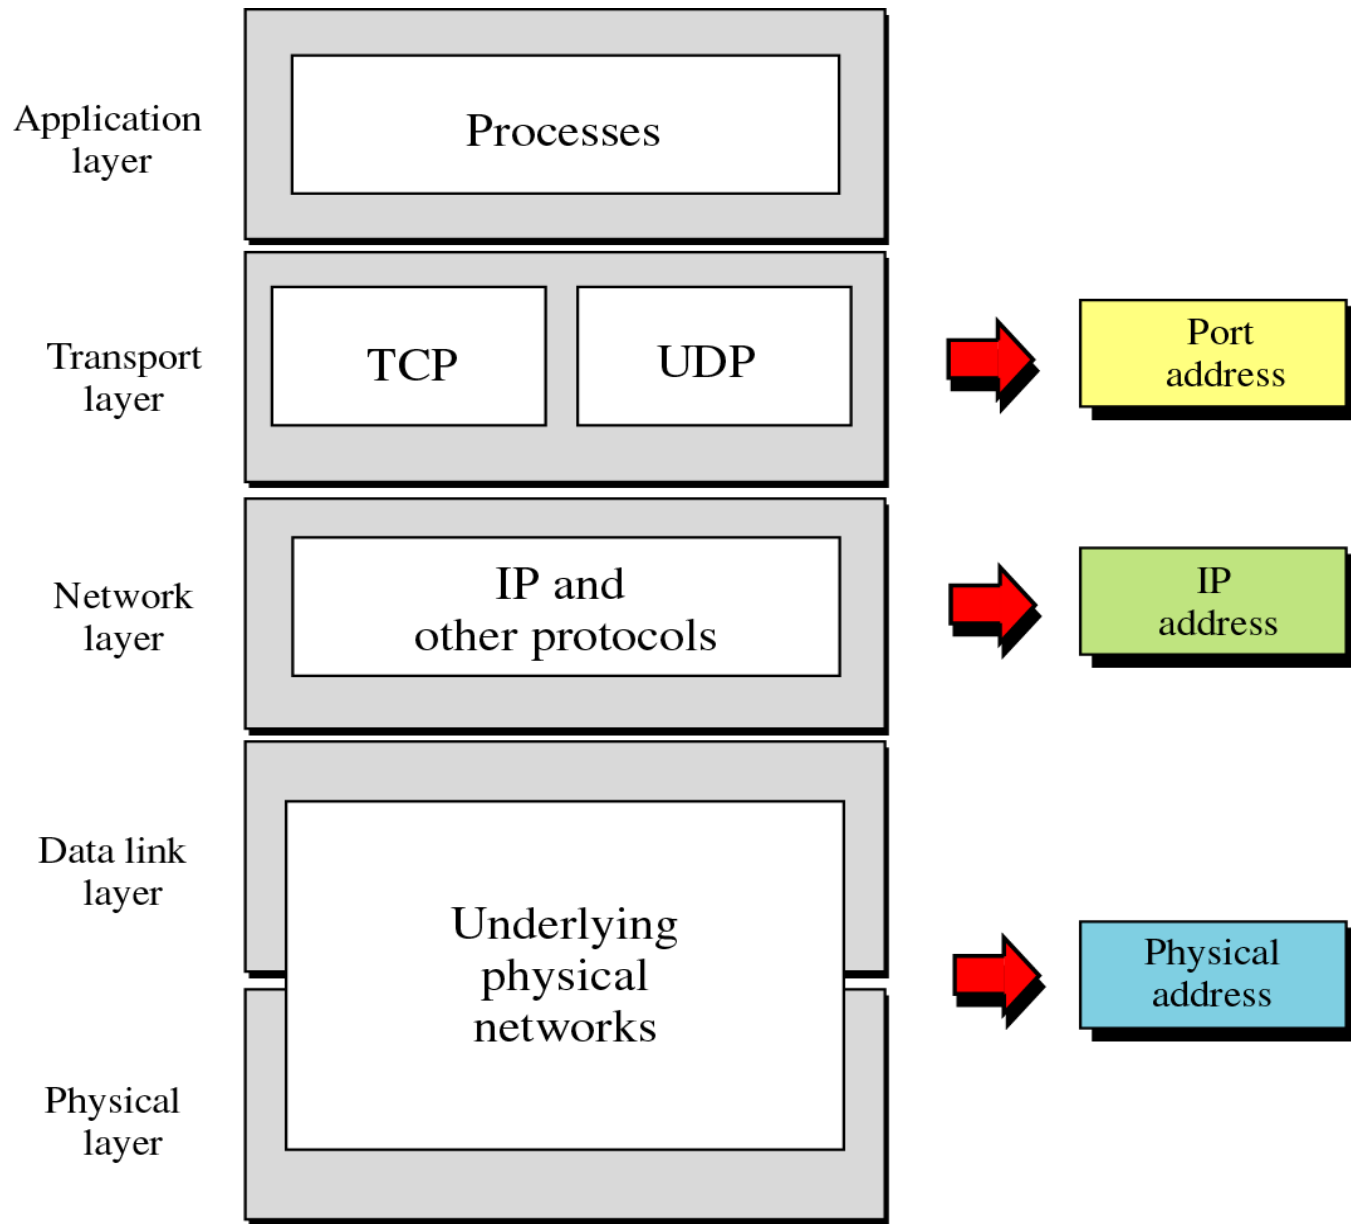 Application
layer
Processes
Transport
layer
TCP
UDP
Port
address
Network
layer
IP and
other protocols
IP
address
Data link
layer
Underlying
physical
networks
Physical
address
Physical
layer